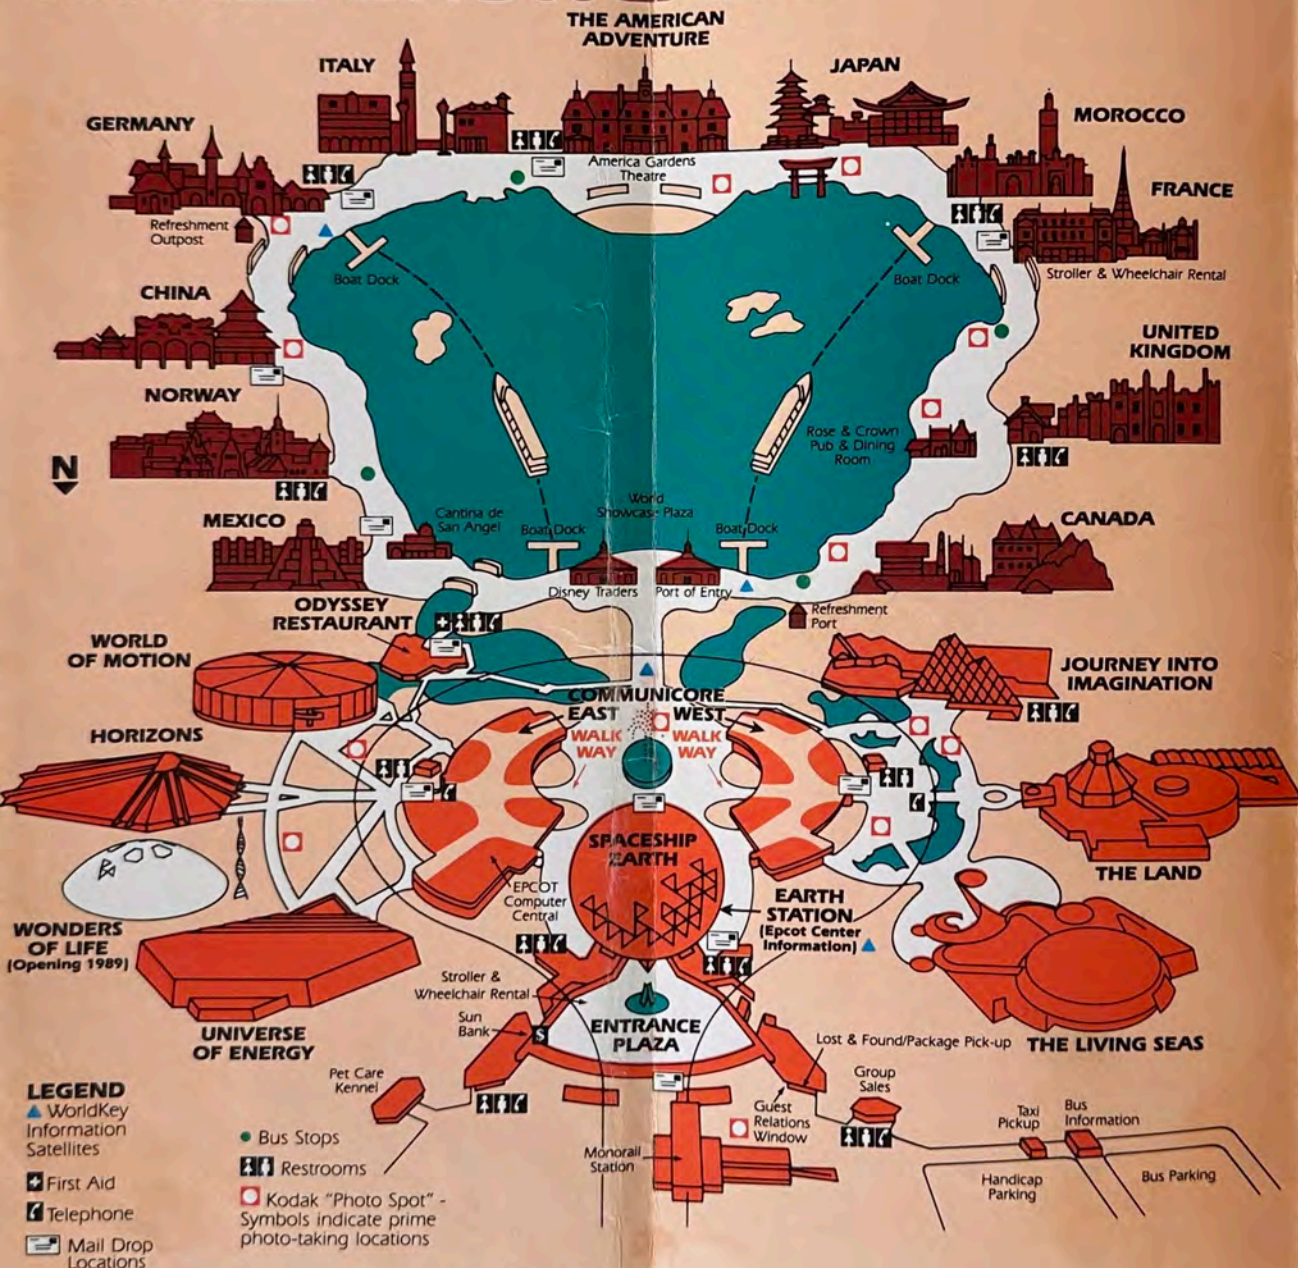 THE AMERICAN
ADVENTURE
ITALY
JAPAN
GERMANY
MOROCCO
America Gardens
Theatre
FRANCE
Refreshment
Outpost
Boat Dock
Boat Dock
Stroller & Wheelchair Rental
CHINA
UNITED
KINGDOM
NORWAY
Rose & Crown
Pub & Dining
Room
N
MEXICO
Cantina de
San Angel
Boat Dock
World
Showcase Plaza
Boat Dock
CANADA
Disney Traders
Port of Entry
ODYSSEY
RESTAURANT
Refreshment
Port
WORLD
OF MOTION
JOURNEY INTO
IMAGINATION
COMMUNICORE
EAST
WEST
HORIZONS
WALK
WAY
WALK
WAY
SPACESHIP
EARTH
THE LAND
EPCOT
Computer
Central
EARTH
STATION
(Epcot Center
Information)
WONDERS
OF LIFE
(Opening 1989)
Stroller &
Wheelchair Rental
Sun
Bank
$
ENTRANCE
PLAZA
UNIVERSE
OF ENERGY
Lost & Found/Package Pick-up
THE LIVING SEAS
Pet Care
Kennel
Group
Sales
Guest
Relations
Window
Taxi
Pickup
Bus
Information
Monorail
Station
Handicap
Parking
Bus Parking
LEGEND
WorldKey
Information
Satellites
First Aid
Telephone
Mail Drop
Locations
Bus Stops
Restrooms
Kodak "Photo Spot" -
Symbols indicate prime
photo-taking locations